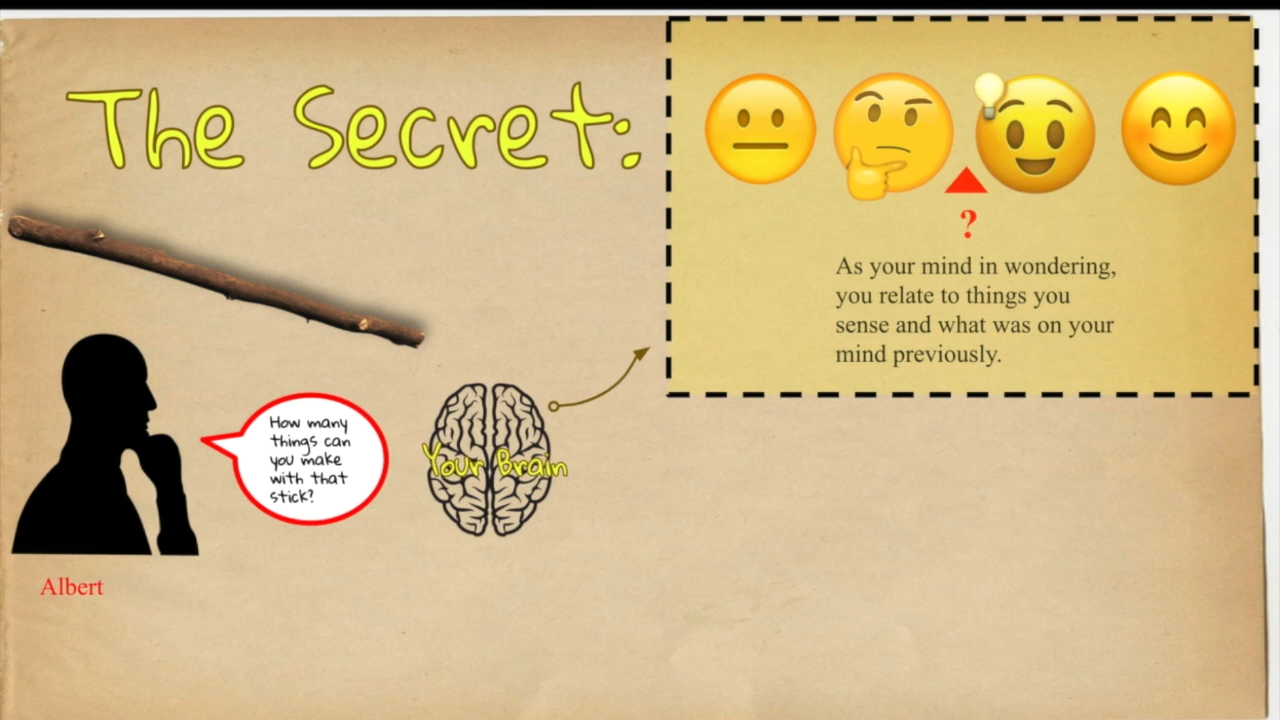 The Secret:
?
As your mind in wondering,
you relate to things you
sense and what was on your
mind previously.
How many
things can
you make
with that
stick?
Your Brain
Albert